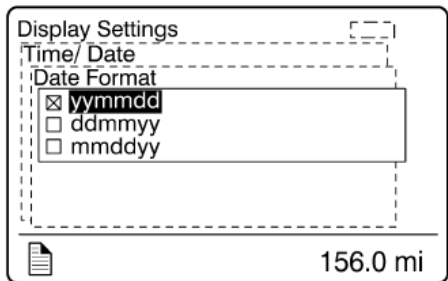 Display Settings
Time/ Date
Date Format
yymmdd
ddmmyy
mmddyy
156.0 mi